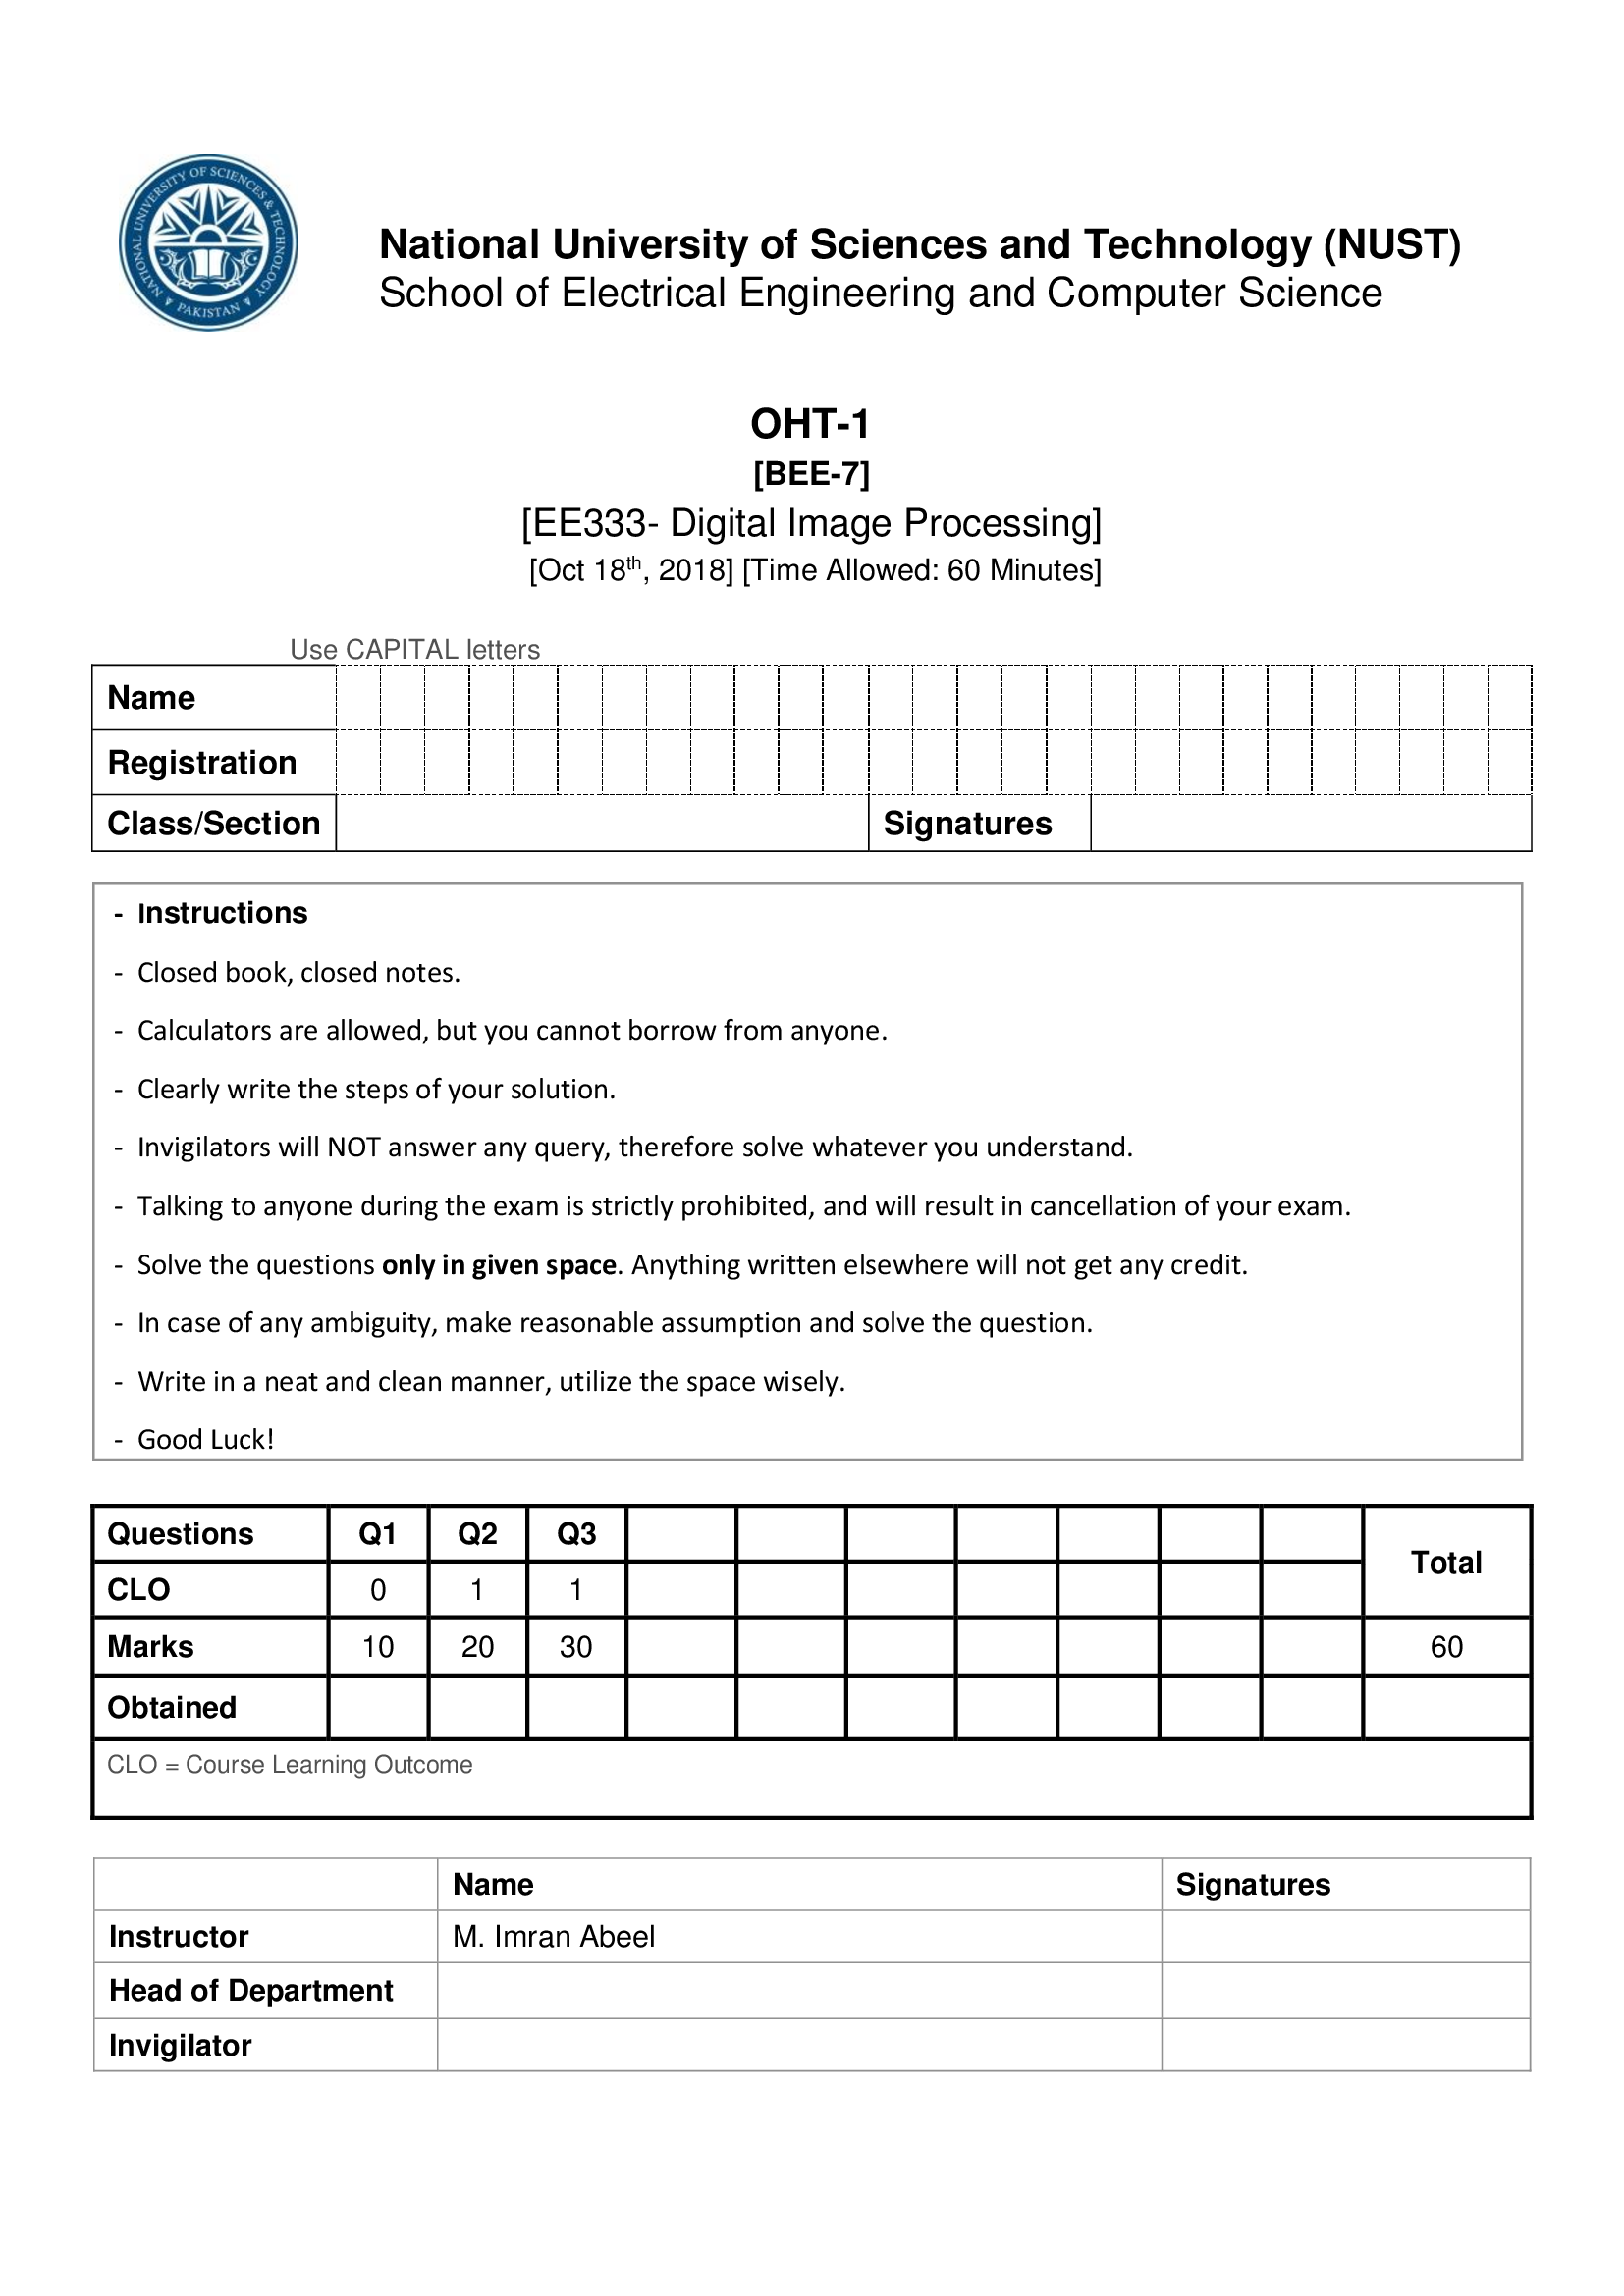 NATIONAL UNIVERSITY OF SCIENCES & TECHNOLOGY
PAKISTAN
National University of Sciences and Technology (NUST)
School of Electrical Engineering and Computer Science
OHT-1
[BEE-7]
[EE333- Digital Image Processing]
[Oct 18th, 2018] [Time Allowed: 60 Minutes]
Use CAPITAL letters
Name
Registration
Class/Section Signatures
- Instructions
- Closed book, closed notes.
- Calculators are allowed, but you cannot borrow from anyone.
- Clearly write the steps of your solution.
- Invigilators will NOT answer any query, therefore solve whatever you understand.
- Talking to anyone during the exam is strictly prohibited, and will result in cancellation of your exam.
- Solve the questions only in given space. Anything written elsewhere will not get any credit.
- In case of any ambiguity, make reasonable assumption and solve the question.
- Write in a neat and clean manner, utilize the space wisely.
- Good Luck!
Questions Q1 Q2 Q3 Total
CLO 0 1 1
Marks 10 20 30 60
Obtained
CLO = Course Learning Outcome
Name Signatures
Instructor M. Imran Abeel
Head of Department
Invigilator